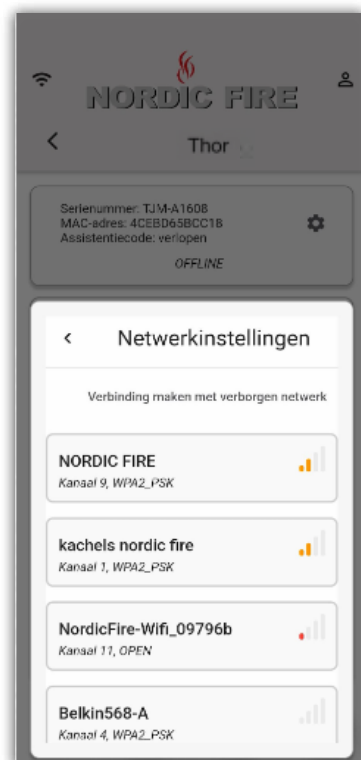 NORDIC FIRE
Thor
Serienummer: TJM-A1608
MAC-adres: 4CEBD65BCC18
Assistentiecode: verlopen
OFFLINE
Netwerkinstellingen
Verbinding maken met verborgen netwerk
NORDIC FIRE
Kanaal 9, WPA2_PSK
kachels nordic fire
Kanaal 1, WPA2_PSK
NordicFire-Wifi_09796b
Kanaal 11, OPEN
Belkin568-A
Kanaal 4, WPA2_PSK